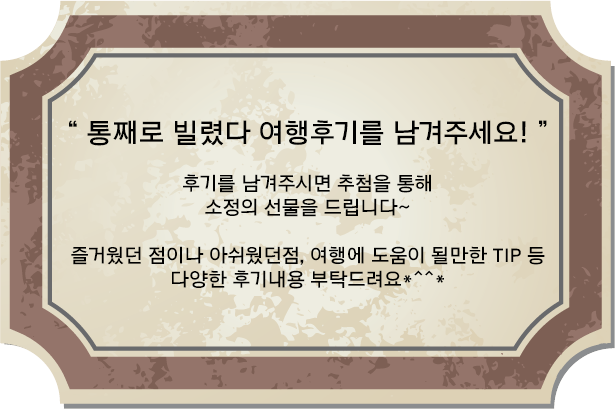 “ 통째로 빌렸다 여행후기를 남겨주세요! ”
후기를 남겨주시면 추첨을 통해
소정의 선물을 드립니다~
즐거웠던 점이나 아쉬웠던점, 여행에 도움이 될만한 TIP 등
다양한 후기내용 부탁드려요*^^*